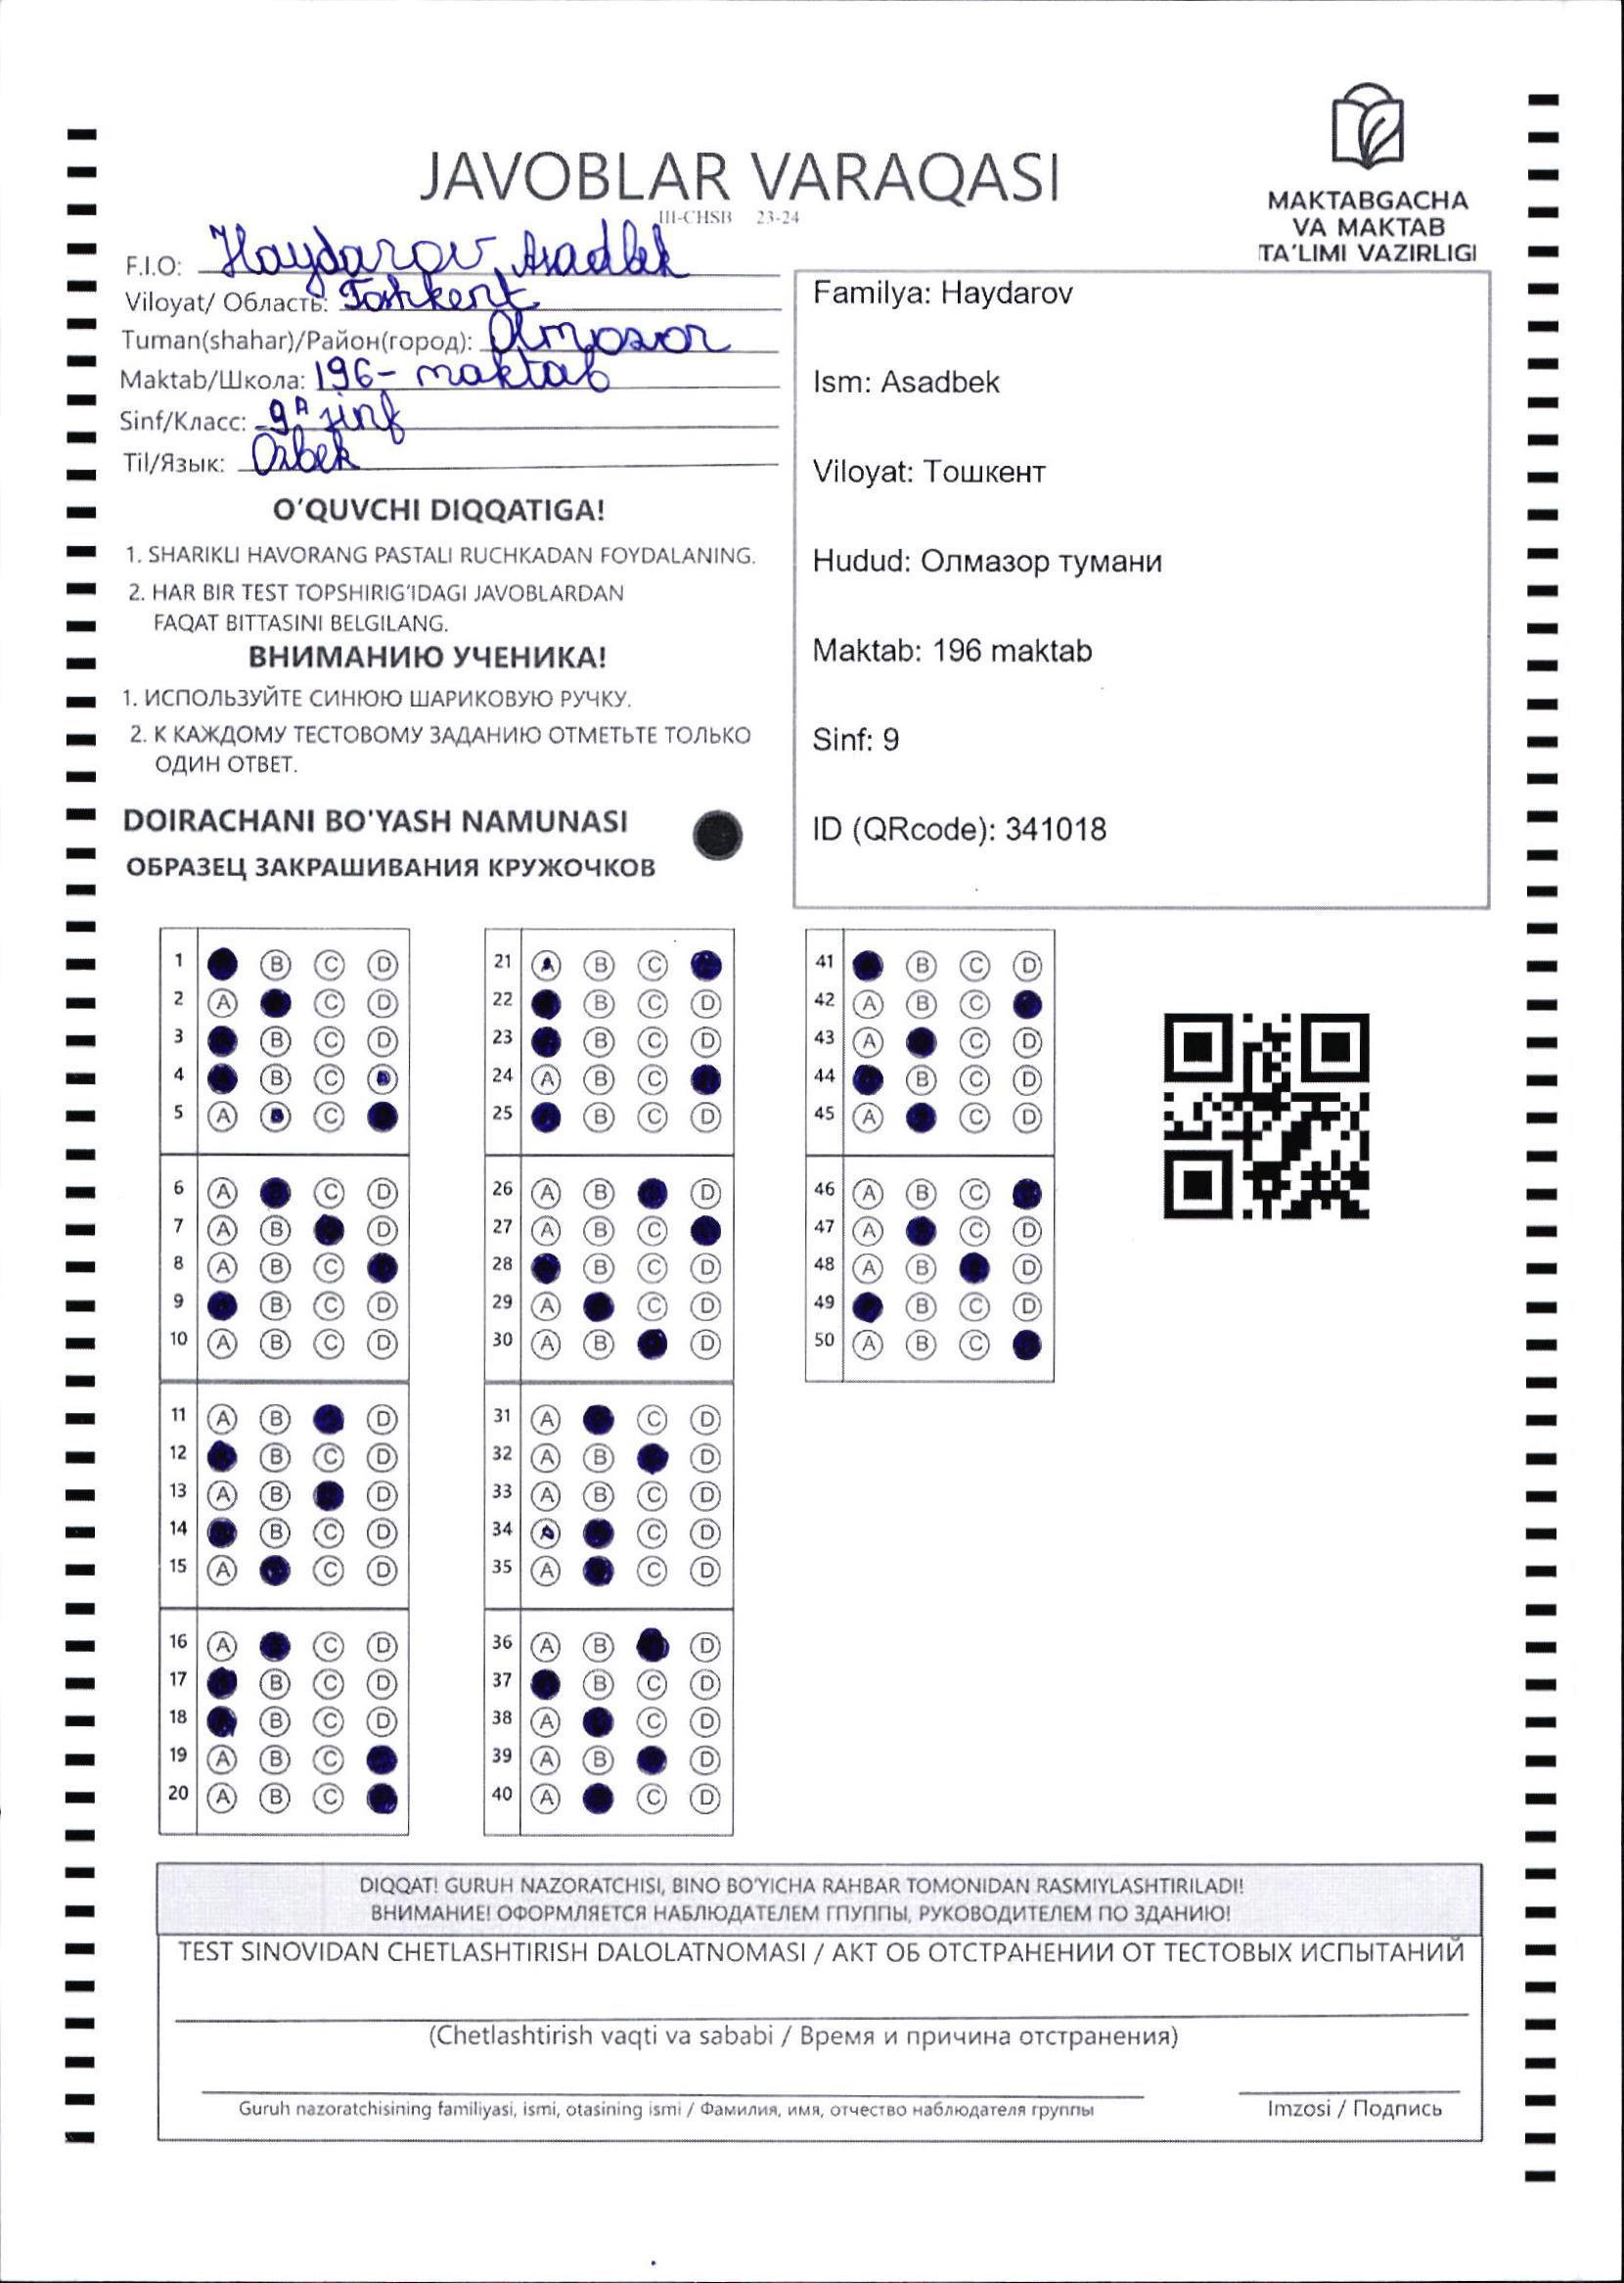 JAVOBLAR VARAQASI
III-CHSB 23-24
MAKTABGACHA
VA MAKTAB
TA'LIMI VAZIRLIGI
F.I.O: Haydarov Asadbek
Viloyat/ Область: Toshkent
Tuman(shahar)/Район(город): Olmosor
Maktab/Школа: 196- maktab
Sinf/Класс: 9A sinf
Til/Язык: Ozbek
O'QUVCHI DIQQATIGA!
1. SHARIKLI HAVORANG PASTALI RUCHKADAN FOYDALANING.
2. HAR BIR TEST TOPSHIRIG'IDAGI JAVOBLARDAN
FAQAT BITTASINI BELGILANG.
ВНИМАНИЮ УЧЕНИКА!
1. ИСПОЛЬЗУЙТЕ СИНЮЮ ШАРИКОВУЮ РУЧКУ.
2. К КАЖДОМУ ТЕСТОВОМУ ЗАДАНИЮ ОТМЕТЬТЕ ТОЛЬКО
ОДИН ОТВЕТ.
DOIRACHANI BO'YASH NAMUNASI
ОБРАЗЕЦ ЗАКРАШИВАНИЯ КРУЖОЧКОВ
Familya: Haydarov
Ism: Asadbek
Viloyat: Тошкент
Hudud: Олмазор тумани
Maktab: 196 maktab
Sinf: 9
ID (QRcode): 341018
1 B C D
2 A C D
3 B C D
4 B C D
5 A B C
6 A C D
7 A B D
8 A B C
9 B C D
10 A B C D
11 A B D
12 B C D
13 A B D
14 B C D
15 A C D
16 A C D
17 B C D
18 B C D
19 A B C
20 A B C
21 A B C
22 B C D
23 B C D
24 A B C
25 B C D
26 A B D
27 A B C
28 B C D
29 A C D
30 A B D
31 A C D
32 A B D
33 A B C D
34 A C D
35 A C D
36 A B D
37 B C D
38 A C D
39 A B D
40 A C D
41 B C D
42 A B C
43 A C D
44 B C D
45 A C D
46 A B C
47 A C D
48 A B D
49 B C D
50 A B C
DIQQAT! GURUH NAZORATCHISI, BINO BO'YICHA RAHBAR TOMONIDAN RASMIYLASHTIRILADI!
ВНИМАНИЕ! ОФОРМЛЯЕТСЯ НАБЛЮДАТЕЛЕМ ГПУППЫ, РУКОВОДИТЕЛЕМ ПО ЗДАНИЮ!
TEST SINOVIDAN CHETLASHTIRISH DALOLATNOMASI / АКТ ОБ ОТСТРАНЕНИИ ОТ ТЕСТОВЫХ ИСПЫТАНИЙ
(Chetlashtirish vaqti va sababi / Время и причина отстранения)
Guruh nazoratchisining familiyasi, ismi, otasining ismi / Фамилия, имя, отчество наблюдателя группы
Imzosi / Подпись